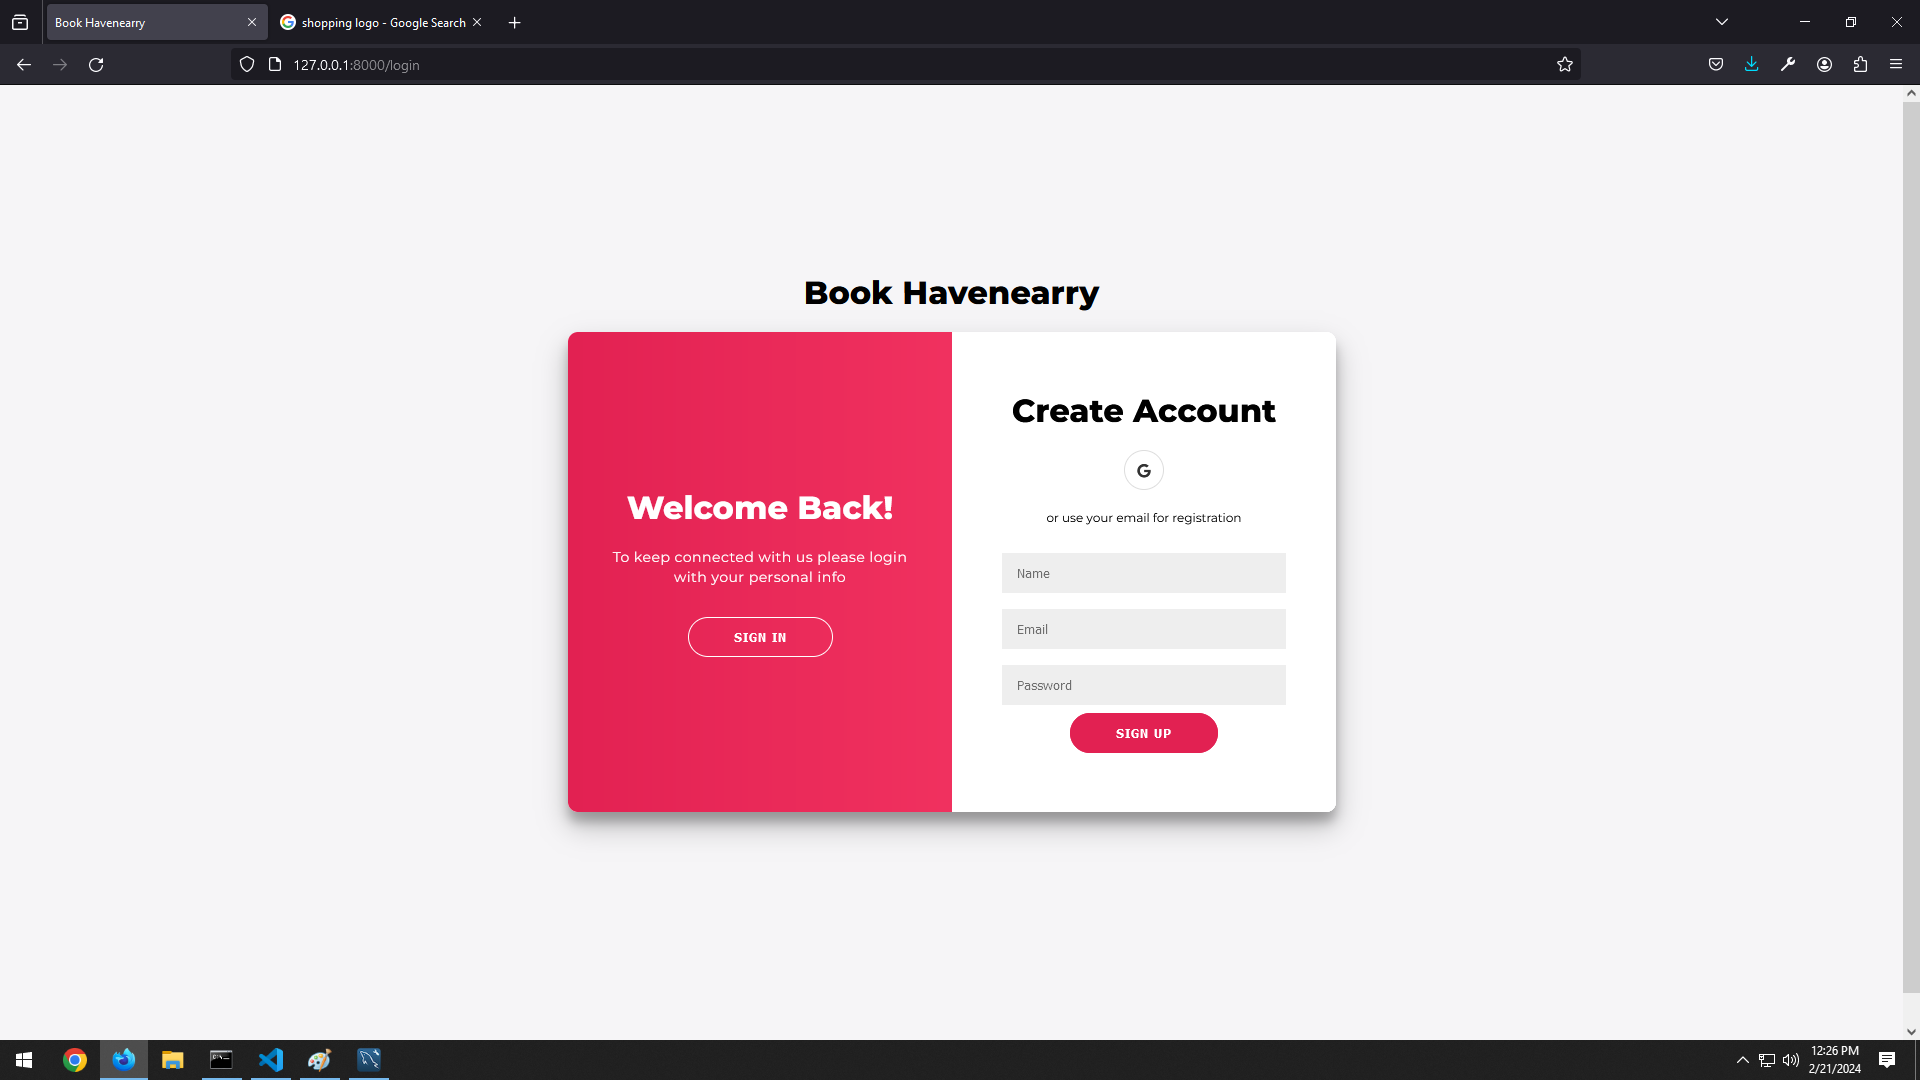 Book Havenearry
shopping logo - Google Search
127.0.0.1:8000/login
Book Havenearry
Welcome Back!
To keep connected with us please login
with your personal info
SIGN IN
Create Account
G
or use your email for registration
Name
Email
Password
SIGN UP
12:26 PM
2/21/2024